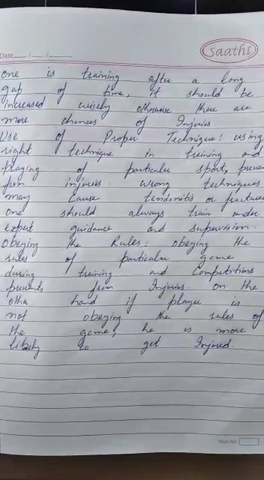 Date / /
saathi
one is training after a long
gap of time, it should be
increased wisely otherwise there are
more chances of Injuries
Use of Proper Technique: using
right technique in training and
playing of particular sports, prevent
from injuries. Wrong techniques
may cause tendonitis or fractures
one should always train under
expert guidance and supervision.
Obeying the Rules: Obeying the
rules of particular game
during training and Competitions
prevents from Injuries. On the
other hand if player is
not obeying the rules of
the game, he is more
likely to get Injured